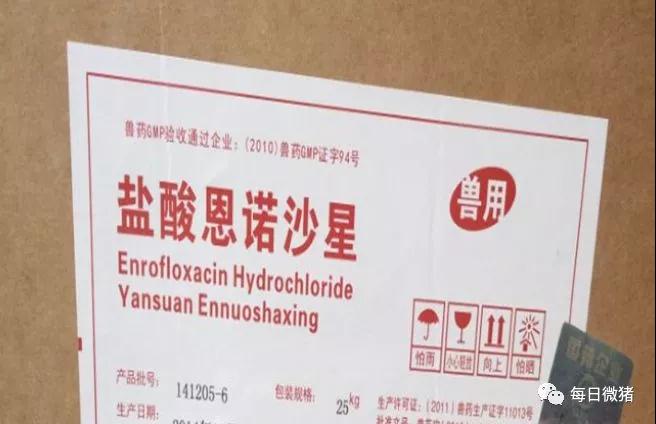 兽药GMP验收通过企业：(2010)兽药GMP证字94号
兽用
盐酸恩诺沙星
Enrofloxacin Hydrochloride
Yansuan Ennuoshaxing
怕雨 小心轻放 向上 怕晒
产品批号： 141205-6 包装规格： 25kg
生产许可证：（2011）兽药生产证字11013号
生产日期：
批准文号：
每日微猪